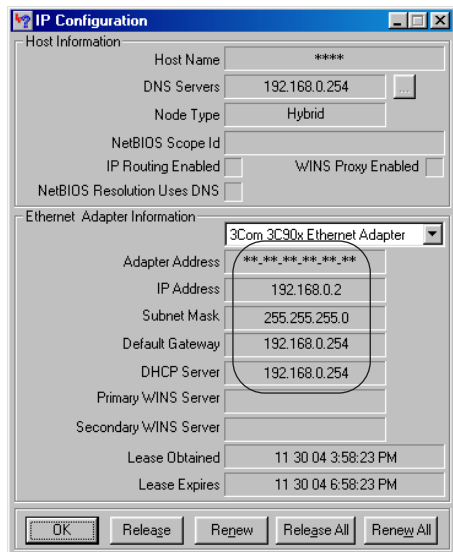 IP Configuration
Host Information
Host Name ****
DNS Servers 192.168.0.254 ...
Node Type Hybrid
NetBIOS Scope Id
IP Routing Enabled WINS Proxy Enabled
NetBIOS Resolution Uses DNS
Ethernet Adapter Information
3Com 3C90x Ethernet Adapter
Adapter Address **-**-**-**-**-**
IP Address 192.168.0.2
Subnet Mask 255.255.255.0
Default Gateway 192.168.0.254
DHCP Server 192.168.0.254
Primary WINS Server
Secondary WINS Server
Lease Obtained 11 30 04 3:58:23 PM
Lease Expires 11 30 04 6:58:23 PM
OK Release Renew Release All Renew All